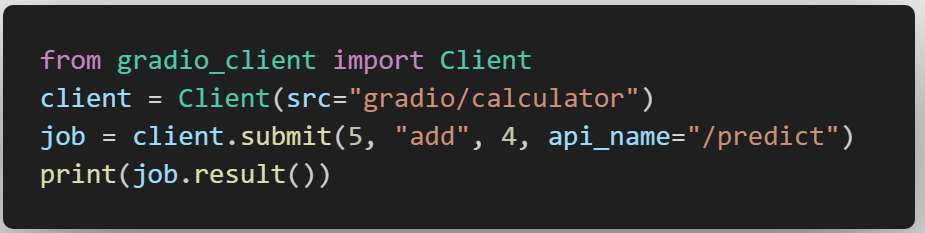 from gradio_client import Client
client = Client(src="gradio/calculator")
job = client.submit(5, "add", 4, api_name="/predict")
print(job.result())